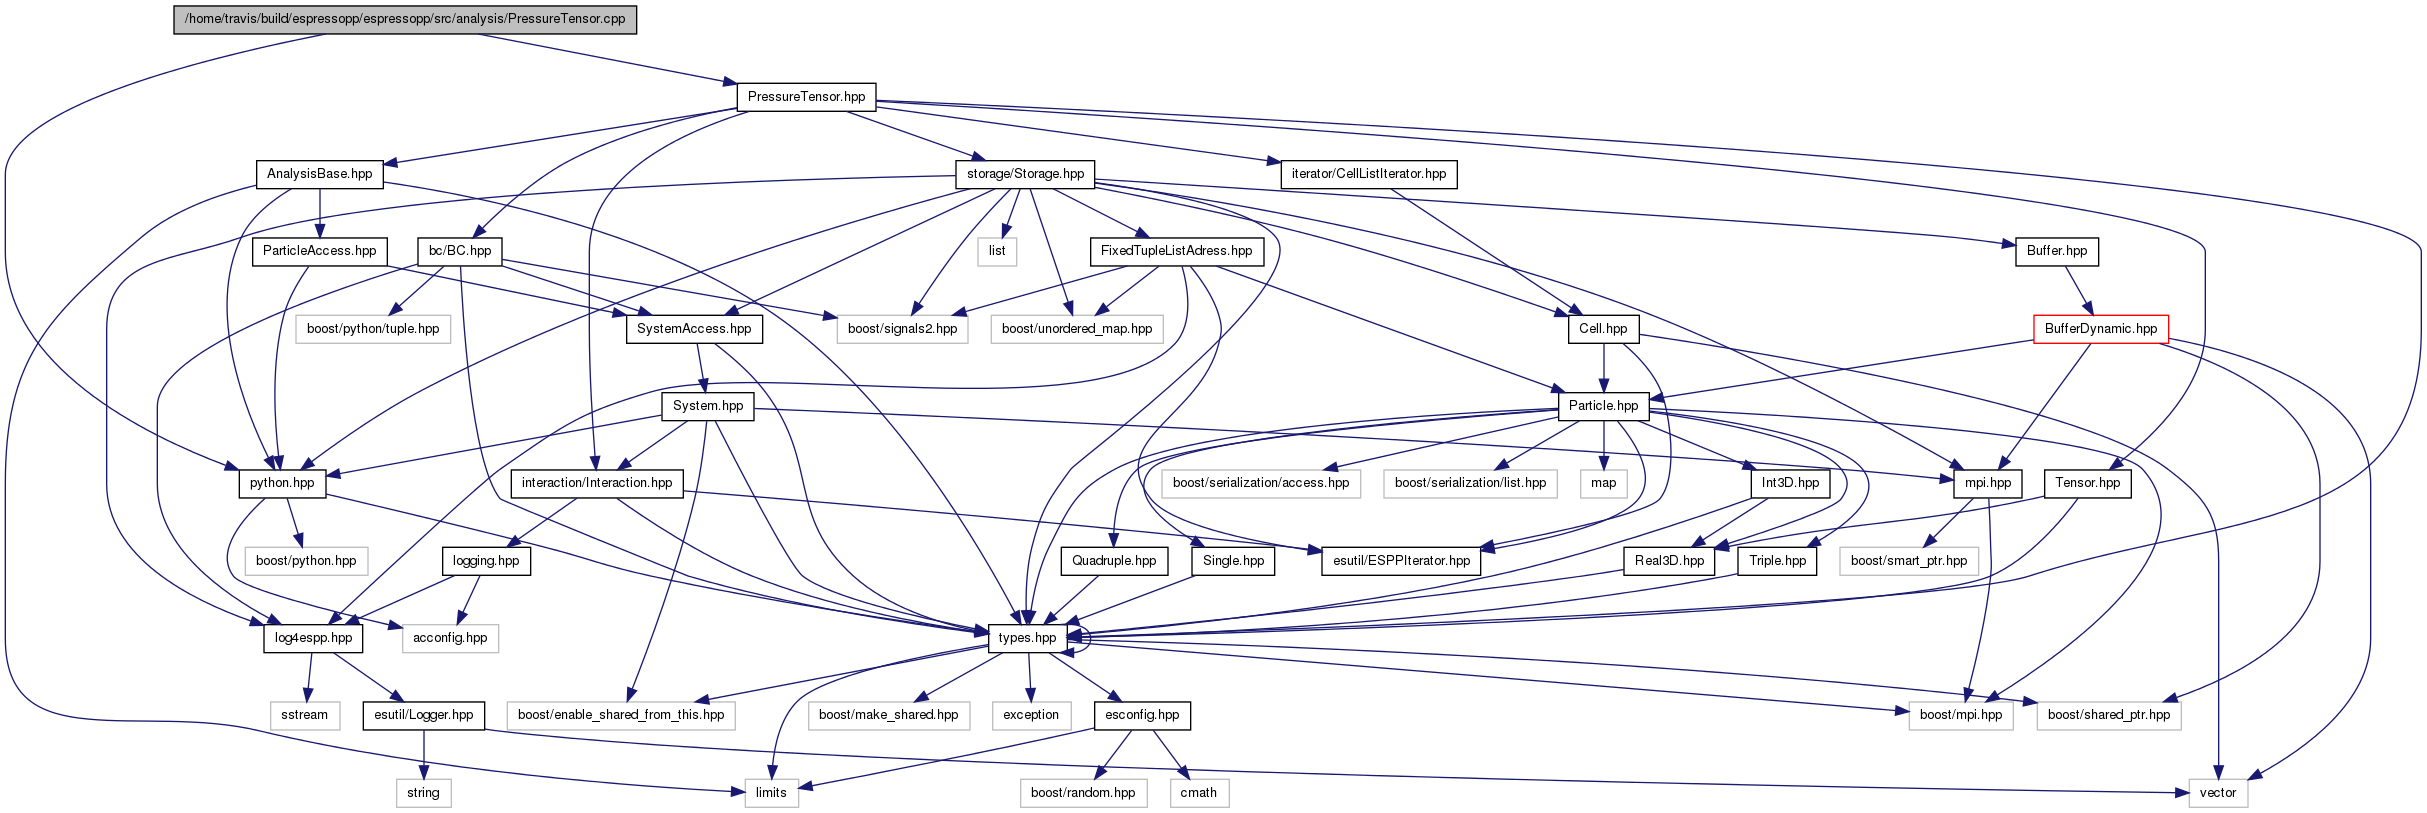 /home/travis/build/espressopp/espressopp/src/analysis/PressureTensor.cpp
PressureTensor.hpp
AnalysisBase.hpp
storage/Storage.hpp
iterator/CellListIterator.hpp
ParticleAccess.hpp
bc/BC.hpp
list
FixedTupleListAdress.hpp
Buffer.hpp
boost/python/tuple.hpp
SystemAccess.hpp
boost/signals2.hpp
boost/unordered_map.hpp
Cell.hpp
BufferDynamic.hpp
System.hpp
Particle.hpp
python.hpp
interaction/Interaction.hpp
boost/serialization/access.hpp
boost/serialization/list.hpp
map
Int3D.hpp
mpi.hpp
Tensor.hpp
boost/python.hpp
logging.hpp
Quadruple.hpp
Single.hpp
esutil/ESPPIterator.hpp
Real3D.hpp
Triple.hpp
boost/smart_ptr.hpp
log4espp.hpp
acconfig.hpp
types.hpp
sstream
esutil/Logger.hpp
boost/enable_shared_from_this.hpp
boost/make_shared.hpp
exception
esconfig.hpp
boost/mpi.hpp
boost/shared_ptr.hpp
string
limits
boost/random.hpp
cmath
vector